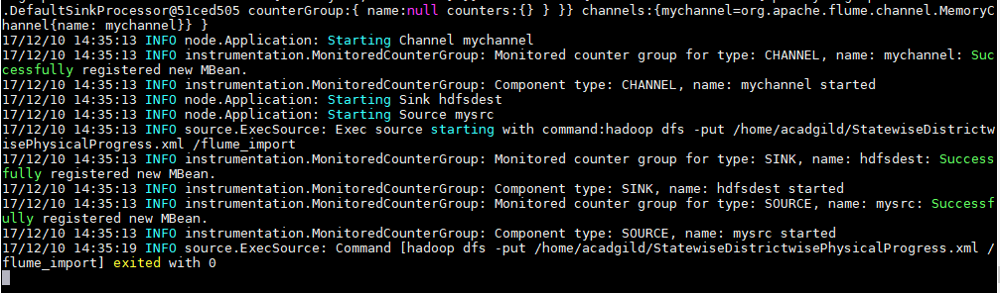 .DefaultSinkProcessor@51ced505 counterGroup:{ name:null counters:{} } }} channels:{mychannel=org.apache.flume.channel.MemoryC
hannel{name: mychannel}} }
17/12/10 14:35:13 INFO node.Application: Starting Channel mychannel
17/12/10 14:35:13 INFO instrumentation.MonitoredCounterGroup: Monitored counter group for type: CHANNEL, name: mychannel: Suc
cessfully registered new MBean.
17/12/10 14:35:13 INFO instrumentation.MonitoredCounterGroup: Component type: CHANNEL, name: mychannel started
17/12/10 14:35:13 INFO node.Application: Starting Sink hdfsdest
17/12/10 14:35:13 INFO node.Application: Starting Source mysrc
17/12/10 14:35:13 INFO source.ExecSource: Exec source starting with command:hadoop dfs -put /home/acadgild/StatewiseDistrictw
isePhysicalProgress.xml /flume_import
17/12/10 14:35:13 INFO instrumentation.MonitoredCounterGroup: Monitored counter group for type: SINK, name: hdfsdest: Success
fully registered new MBean.
17/12/10 14:35:13 INFO instrumentation.MonitoredCounterGroup: Component type: SINK, name: hdfsdest started
17/12/10 14:35:13 INFO instrumentation.MonitoredCounterGroup: Monitored counter group for type: SOURCE, name: mysrc: Successf
ully registered new MBean.
17/12/10 14:35:13 INFO instrumentation.MonitoredCounterGroup: Component type: SOURCE, name: mysrc started
17/12/10 14:35:19 INFO source.ExecSource: Command [hadoop dfs -put /home/acadgild/StatewiseDistrictwisePhysicalProgress.xml /
flume_import] exited with 0